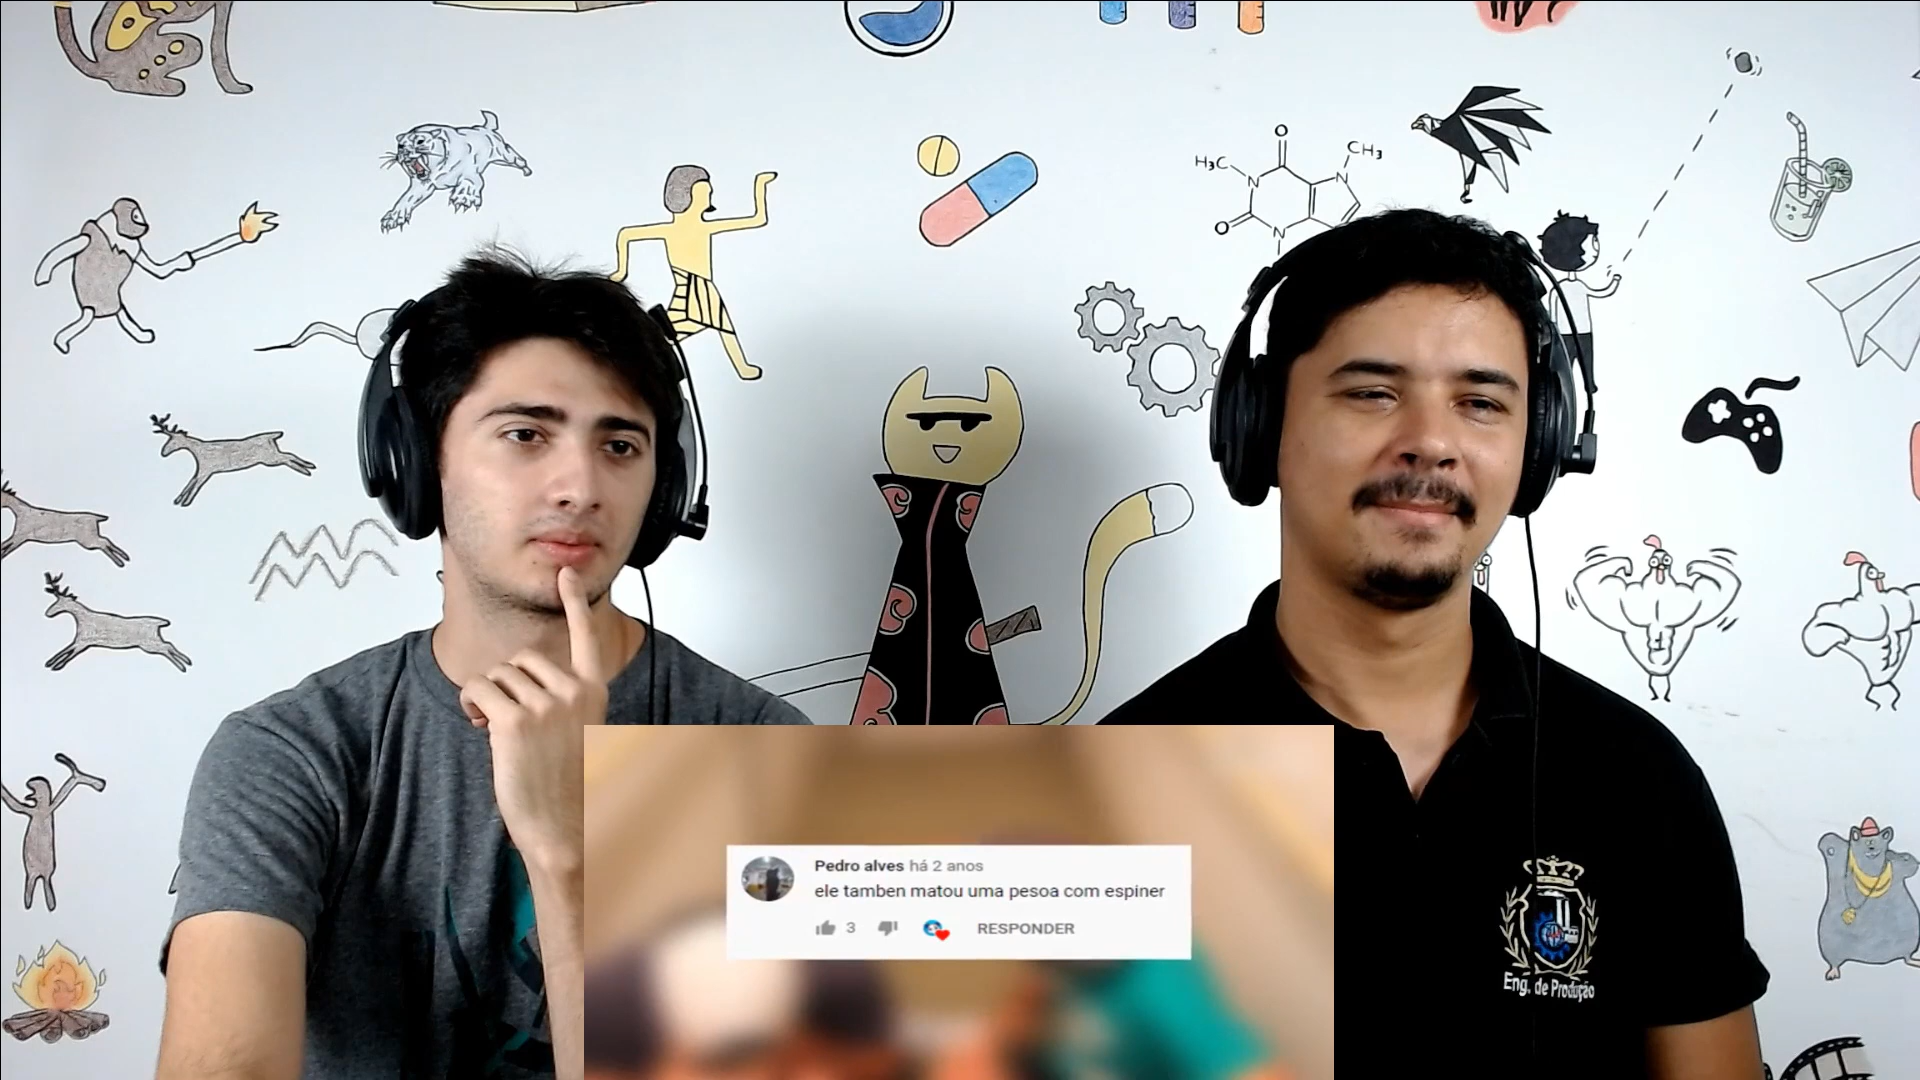 O
H₃C
CH₃
N
N
O
N
N
Pedro alves há 2 anos
ele tamben matou uma pesoa com espiner
3
RESPONDER
Eng. de Produção